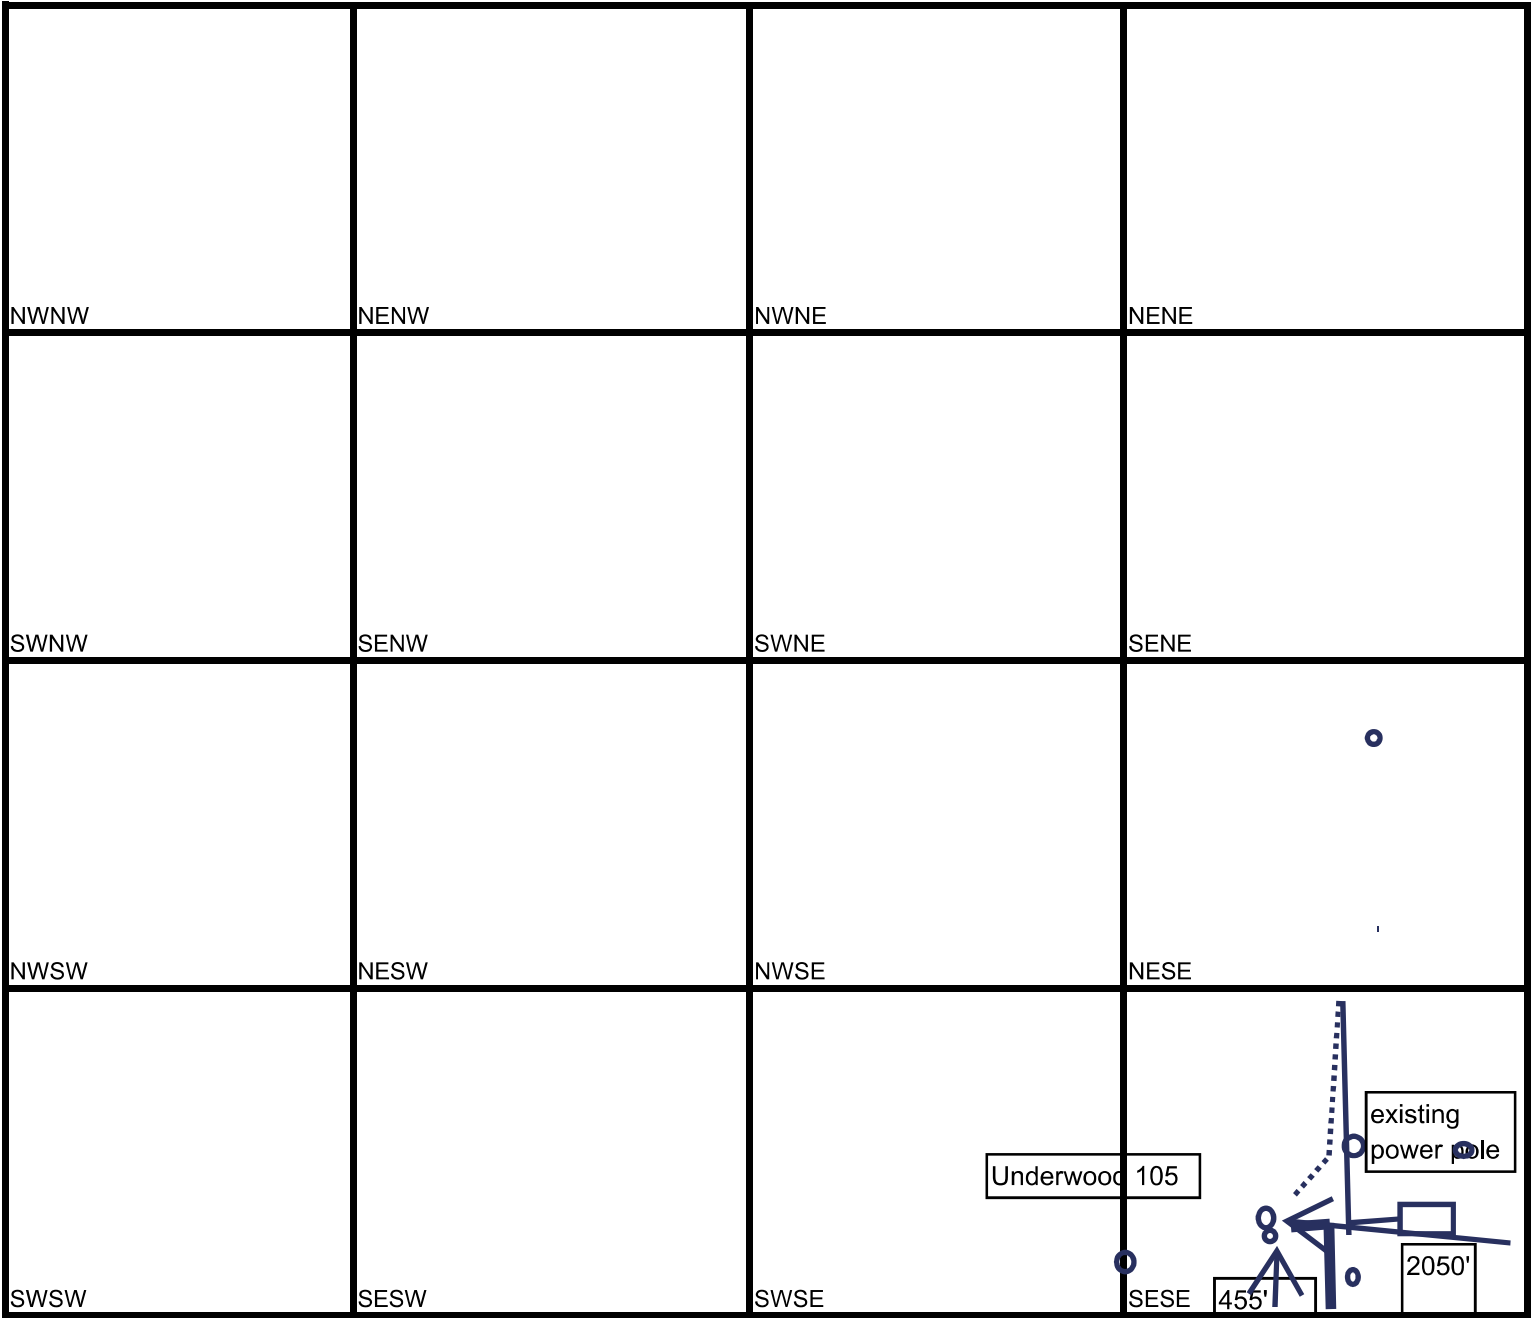 NWNW
NENW
NWNE
NENE
SWNW
SENW
SWNE
SENE
NWSW
NESW
NWSE
NESE
existing
power pole
Underwood 105
2050'
455'
SWSW
SESW
SWSE
SESE